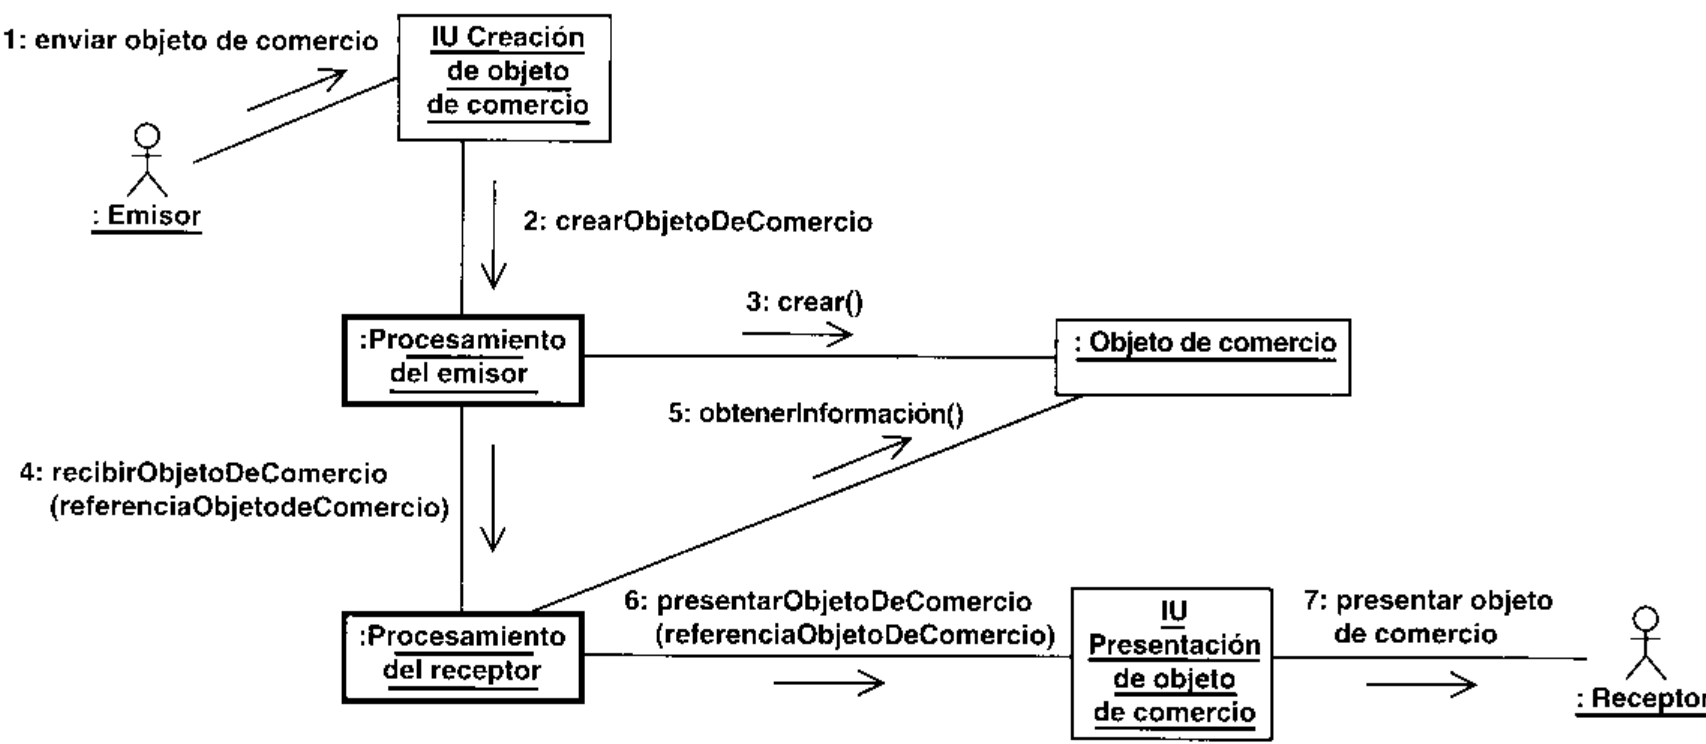 1: enviar objeto de comercio
IU Creación
de objeto
de comercio
: Emisor
2: crearObjetoDeComercio
3: crear()
:Procesamiento
del emisor
: Objeto de comercio
5: obtenerInformación()
4: recibirObjetoDeComercio
(referenciaObjetodeComercio)
6: presentarObjetoDeComercio
(referenciaObjetoDeComercio)
:Procesamiento
del receptor
IU
Presentación
de objeto
de comercio
7: presentar objeto
de comercio
: Receptor